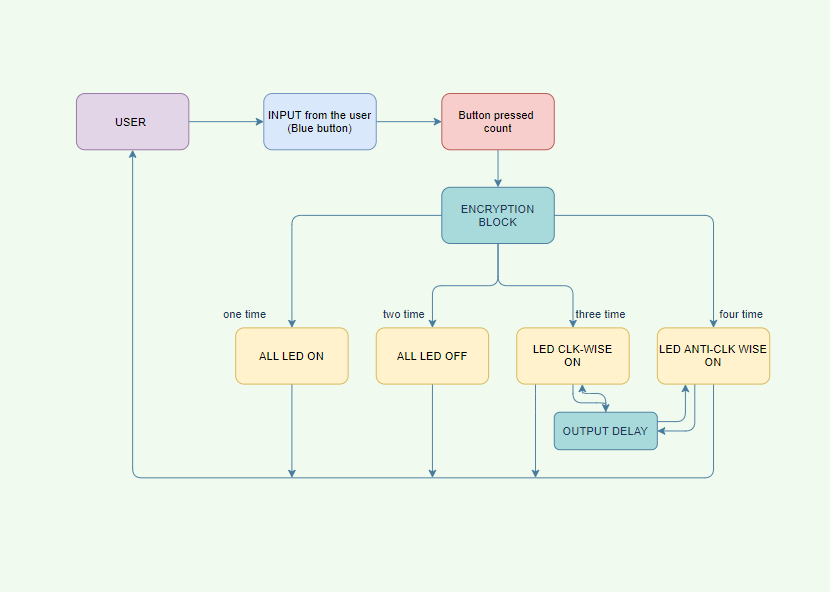 USER
INPUT from the user
(Blue button)
Button pressed
count
ENCRYPTION
BLOCK
one time
two time
three time
four time
ALL LED ON
ALL LED OFF
LED CLK-WISE
ON
LED ANTI-CLK WISE
ON
OUTPUT DELAY